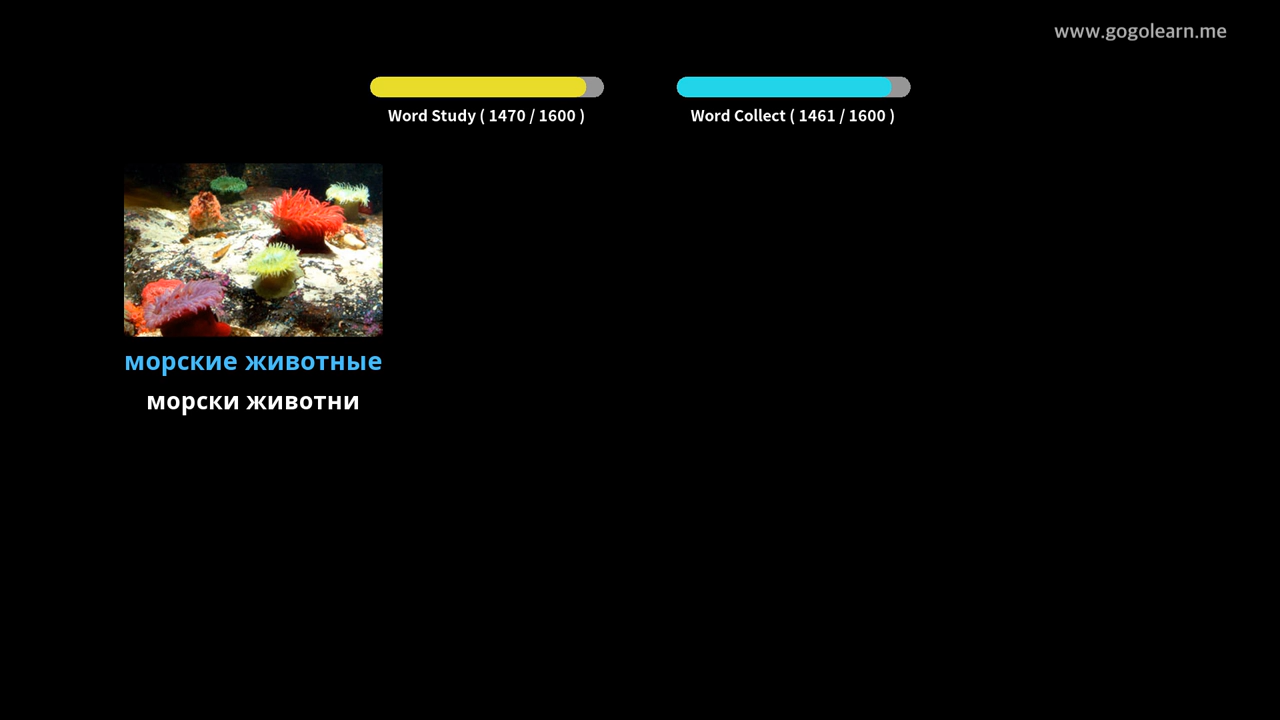 www.gogolearn.me
Word Study ( 1470 / 1600 )
Word Collect ( 1461 / 1600 )
морские животные
морски животни